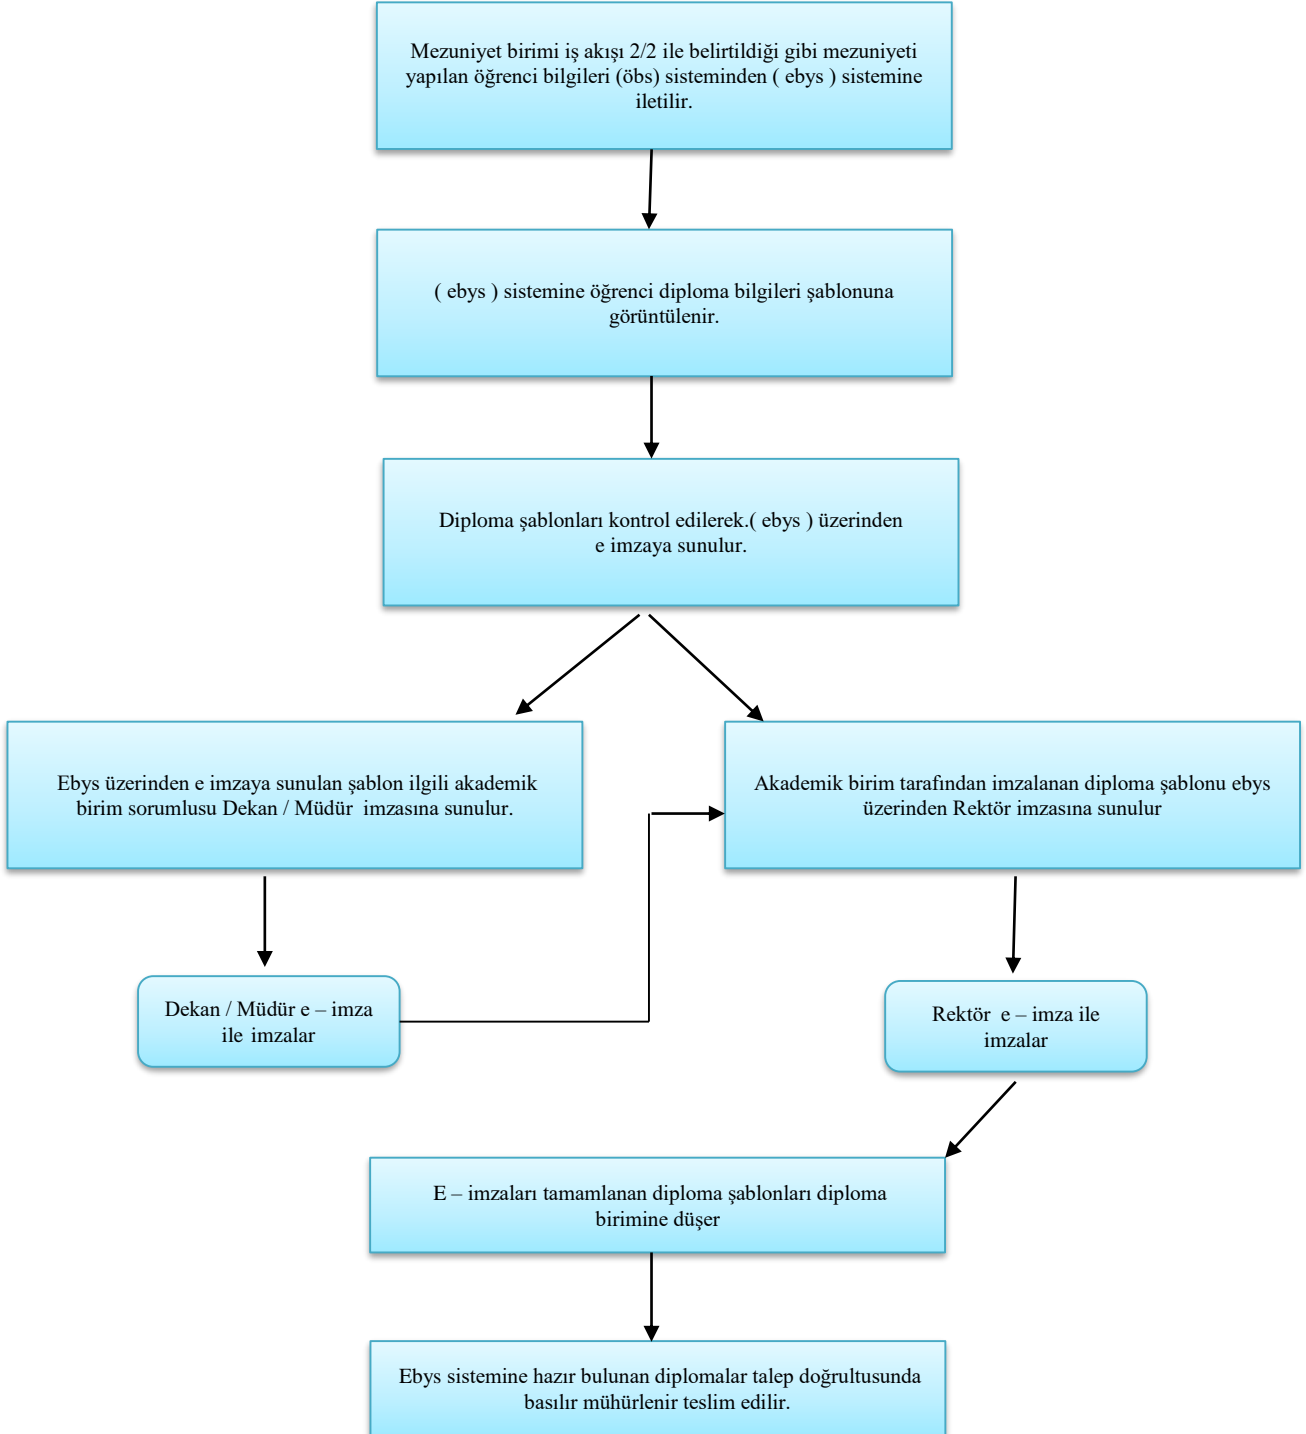 Mezuniyet birimi iş akışı 2/2 ile belirtildiği gibi mezuniyeti
yapılan öğrenci bilgileri (öbs) sisteminden ( ebys ) sistemine
iletilir.
( ebys ) sistemine öğrenci diploma bilgileri şablonuna
görüntülenir.
Diploma şablonları kontrol edilerek.( ebys ) üzerinden
e imzaya sunulur.
Ebys üzerinden e imzaya sunulan şablon ilgili akademik
birim sorumlusu Dekan / Müdür imzasına sunulur.
Akademik birim tarafından imzalanan diploma şablonu ebys
üzerinden Rektör imzasına sunulur
Dekan / Müdür e – imza
ile imzalar
Rektör e – imza ile
imzalar
E – imzaları tamamlanan diploma şablonları diploma
birimine düşer
Ebys sistemine hazır bulunan diplomalar talep doğrultusunda
basılır mühürlenir teslim edilir.